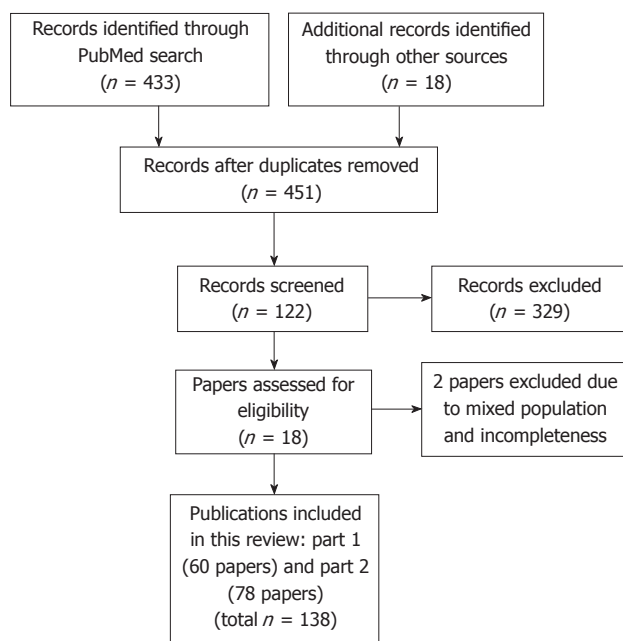 Records identified through
PubMed search
(n = 433)
Additional records identified
through other sources
(n = 18)
Records after duplicates removed
(n = 451)
Records screened
(n = 122)
Records excluded
(n = 329)
Papers assessed for
eligibility
(n = 18)
2 papers excluded due
to mixed population
and incompleteness
Publications included
in this review: part 1
(60 papers) and part 2
(78 papers)
(total n = 138)